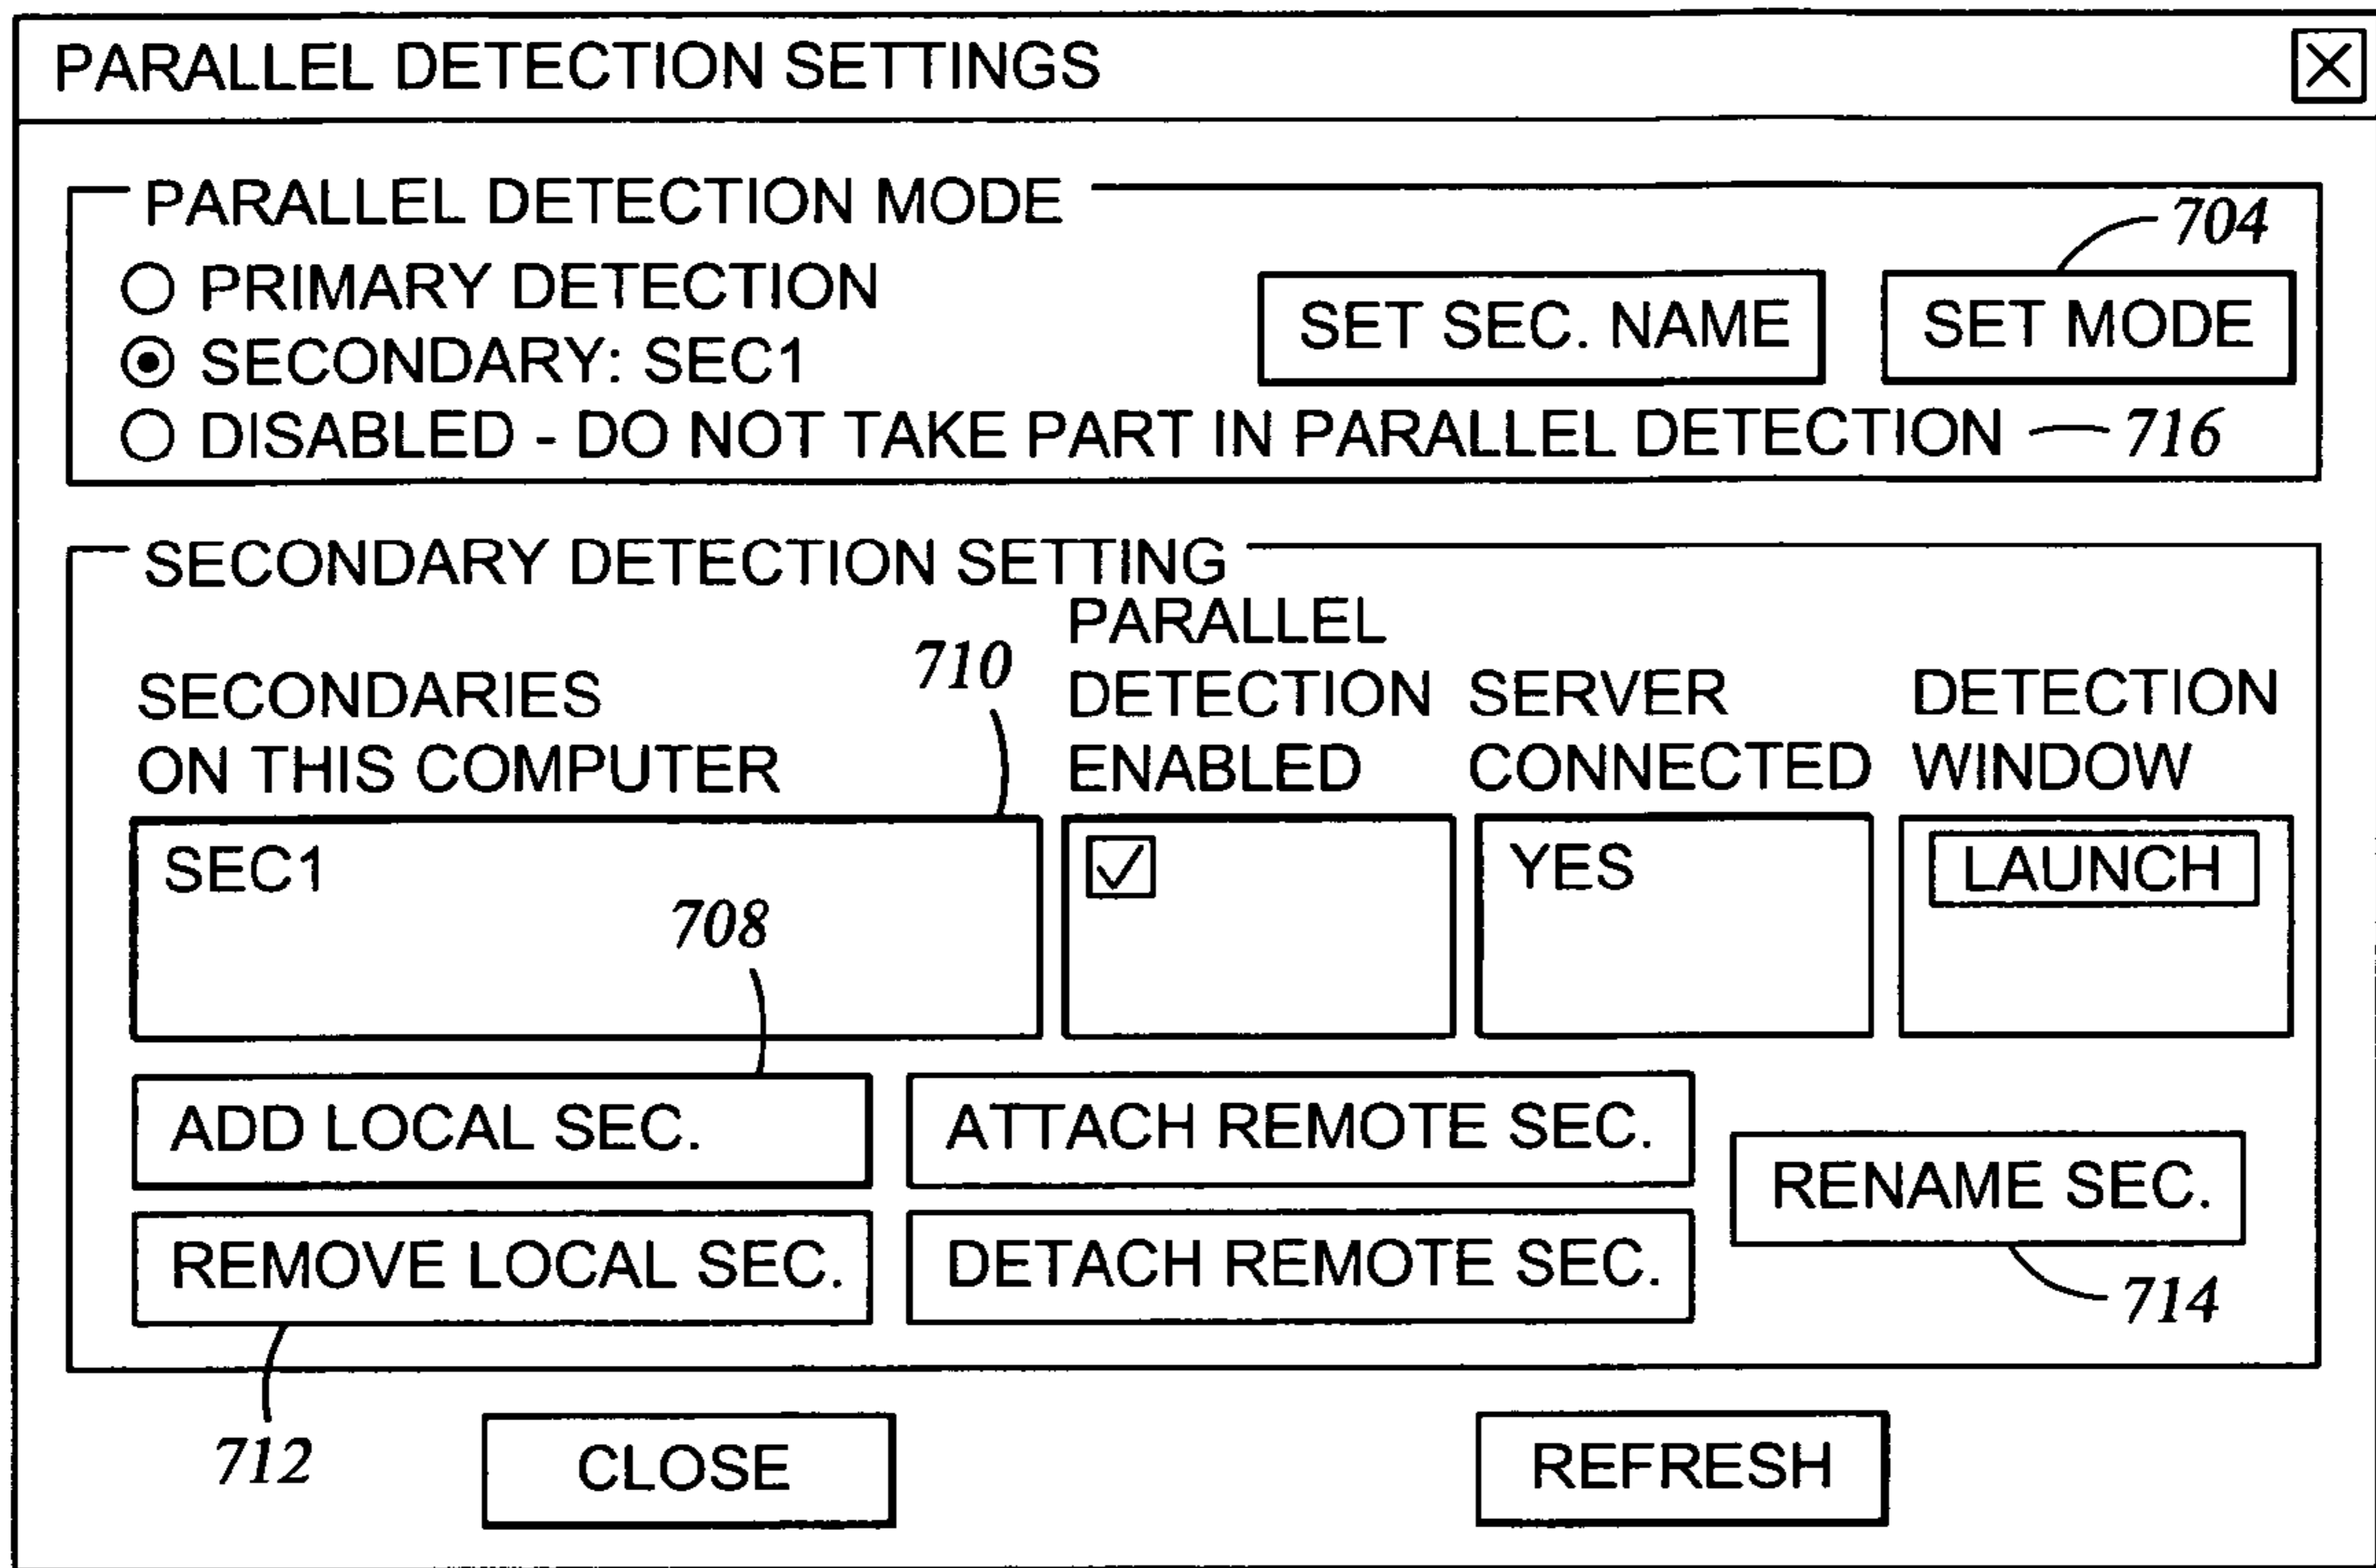 PARALLEL DETECTION SETTINGS
PARALLEL DETECTION MODE
704
PRIMARY DETECTION
SET SEC. NAME
SET MODE
SECONDARY: SEC1
DISABLED - DO NOT TAKE PART IN PARALLEL DETECTION
716
SECONDARY DETECTION SETTING
SECONDARIES
ON THIS COMPUTER
710
PARALLEL
DETECTION
ENABLED
SERVER
CONNECTED
DETECTION
WINDOW
SEC1
YES
LAUNCH
708
ADD LOCAL SEC.
ATTACH REMOTE SEC.
RENAME SEC.
REMOVE LOCAL SEC.
DETACH REMOTE SEC.
714
712
CLOSE
REFRESH